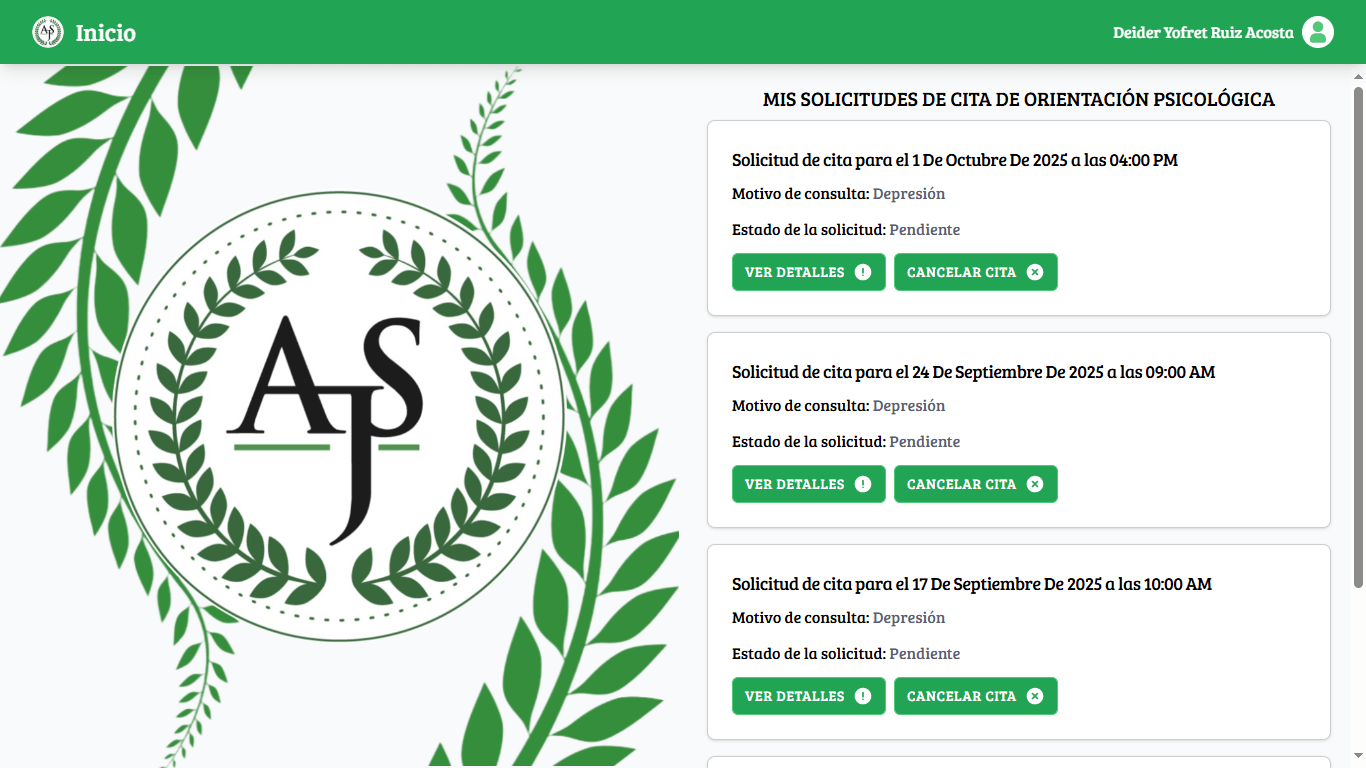 AJS
Inicio
Deider Yofret Ruiz Acosta
AJS
MIS SOLICITUDES DE CITA DE ORIENTACIÓN PSICOLÓGICA
Solicitud de cita para el 1 De Octubre De 2025 a las 04:00 PM
Motivo de consulta: Depresión
Estado de la solicitud: Pendiente
VER DETALLES
CANCELAR CITA
Solicitud de cita para el 24 De Septiembre De 2025 a las 09:00 AM
Motivo de consulta: Depresión
Estado de la solicitud: Pendiente
VER DETALLES
CANCELAR CITA
Solicitud de cita para el 17 De Septiembre De 2025 a las 10:00 AM
Motivo de consulta: Depresión
Estado de la solicitud: Pendiente
VER DETALLES
CANCELAR CITA